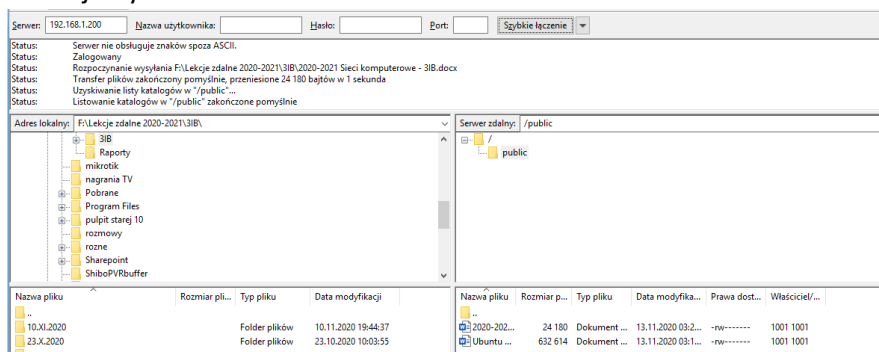 Serwer: 192.168.1.200 Nazwa użytkownika: Hasło: Port: Szybkie łączenie
Status: Serwer nie obsługuje znaków spoza ASCII.
Status: Zalogowany
Status: Rozpoczynanie wysyłania F:\Lekcje zdalne 2020-2021\3IB\2020-2021 Sieci komputerowe - 3IB.docx
Status: Transfer plików zakończony pomyślnie, przeniesione 24 180 bajtów w 1 sekunda
Status: Uzyskiwanie listy katalogów w "/public"...
Status: Listowanie katalogów w "/public" zakończone pomyślnie
Adres lokalny: F:\Lekcje zdalne 2020-2021\3IB\
3IB
Raporty
mikrotik
nagrania TV
Pobrane
Program Files
pulpit starej 10
rozmowy
rozne
Sharepoint
ShiboPVRbuffer
Serwer zdalny: /public
/
public
Nazwa pliku Rozmiar pli... Typ pliku Data modyfikacji
..
10.XI.2020 Folder plików 10.11.2020 19:44:37
23.X.2020 Folder plików 23.10.2020 10:03:55
Nazwa pliku Rozmiar p... Typ pliku Data modyfika... Prawa dost... Właściciel/...
..
2020-202... 24 180 Dokument ... 13.11.2020 03:2... -rw------- 1001 1001
Ubuntu ... 632 614 Dokument ... 13.11.2020 03:1... -rw------- 1001 1001